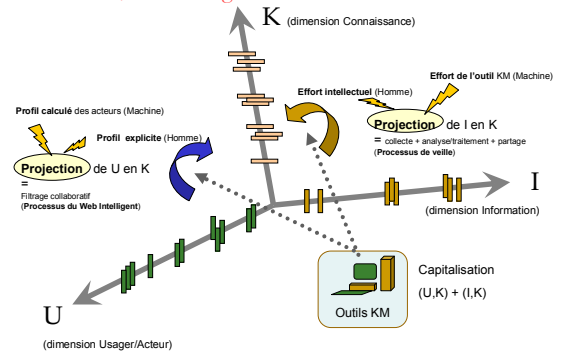 K (dimension Connaissance)
Effort de l'outil KM (Machine)
Effort intellectuel (Homme)
Profil calculé des acteurs (Machine)
Projection de I en K
= collecte + analyse/traitement + partage
(Processus de veille)
Profil explicite (Homme)
Projection de U en K
=
Filtrage collaboratif
(Processus du Web Intelligent)
I
(dimension Information)
Capitalisation
(U,K) + (I,K)
Outils KM
U
(dimension Usager/Acteur)